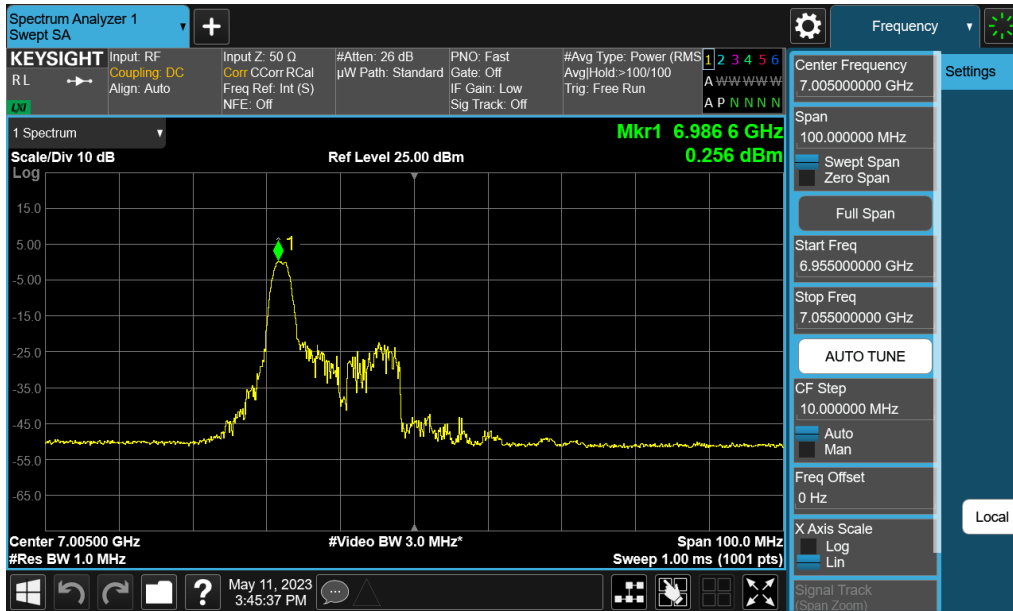 Spectrum Analyzer 1
Swept SA
+
Frequency
KEYSIGHT
R L
LXI
Input: RF
Coupling: DC
Align: Auto
Input Z: 50 Ω
Corr CCorr RCal
Freq Ref: Int (S)
NFE: Off
#Atten: 26 dB
µW Path: Standard
PNO: Fast
Gate: Off
IF Gain: Low
Sig Track: Off
#Avg Type: Power (RMS
Avg|Hold:>100/100
Trig: Free Run
1 2 3 4 5 6
A W W W W W
A P N N N N
1 Spectrum
Scale/Div 10 dB
Log
Ref Level 25.00 dBm
Mkr1 6.986 6 GHz
0.256 dBm
15.0
5.00
-5.00
-15.0
-25.0
-35.0
-45.0
-55.0
-65.0
1
Center 7.00500 GHz
#Res BW 1.0 MHz
#Video BW 3.0 MHz*
Span 100.0 MHz
Sweep 1.00 ms (1001 pts)
?
May 11, 2023
3:45:37 PM
Center Frequency
7.005000000 GHz
Span
100.000000 MHz
Swept Span
Zero Span
Full Span
Start Freq
6.955000000 GHz
Stop Freq
7.055000000 GHz
AUTO TUNE
CF Step
10.000000 MHz
Auto
Man
Freq Offset
0 Hz
X Axis Scale
Log
Lin
Signal Track
(Span Zoom)
Settings
Local